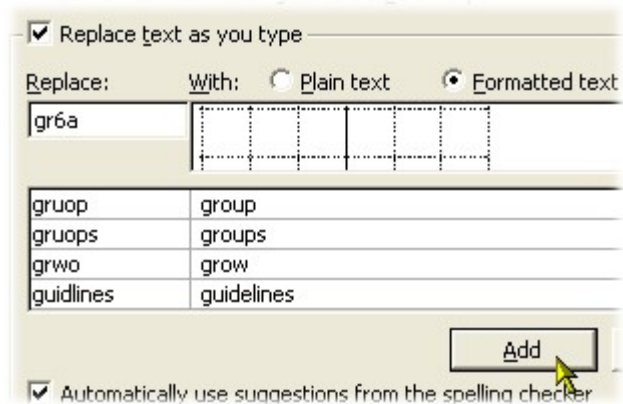 Replace text as you type
Replace: With: Plain text Formatted text
gr6a
gruop group
gruops groups
grwo grow
guidlines guidelines
Add
Automatically use suggestions from the spelling checker